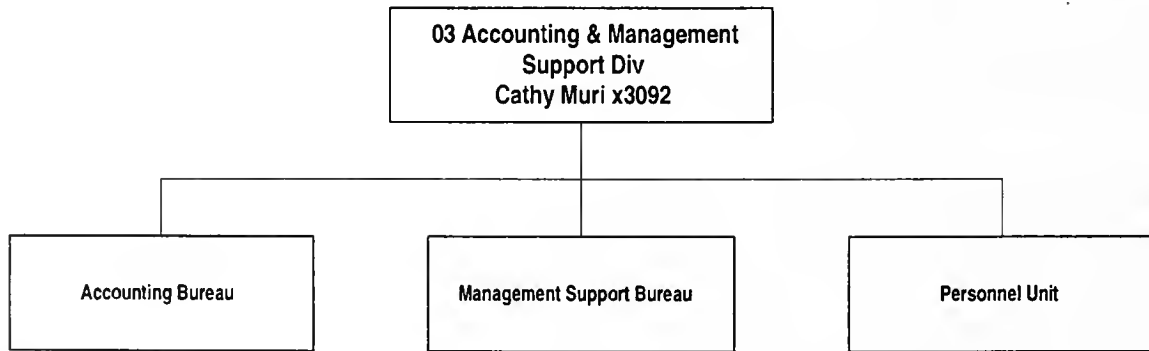 03 Accounting & Management
Support Div
Cathy Muri x3092
Accounting Bureau
Management Support Bureau
Personnel Unit